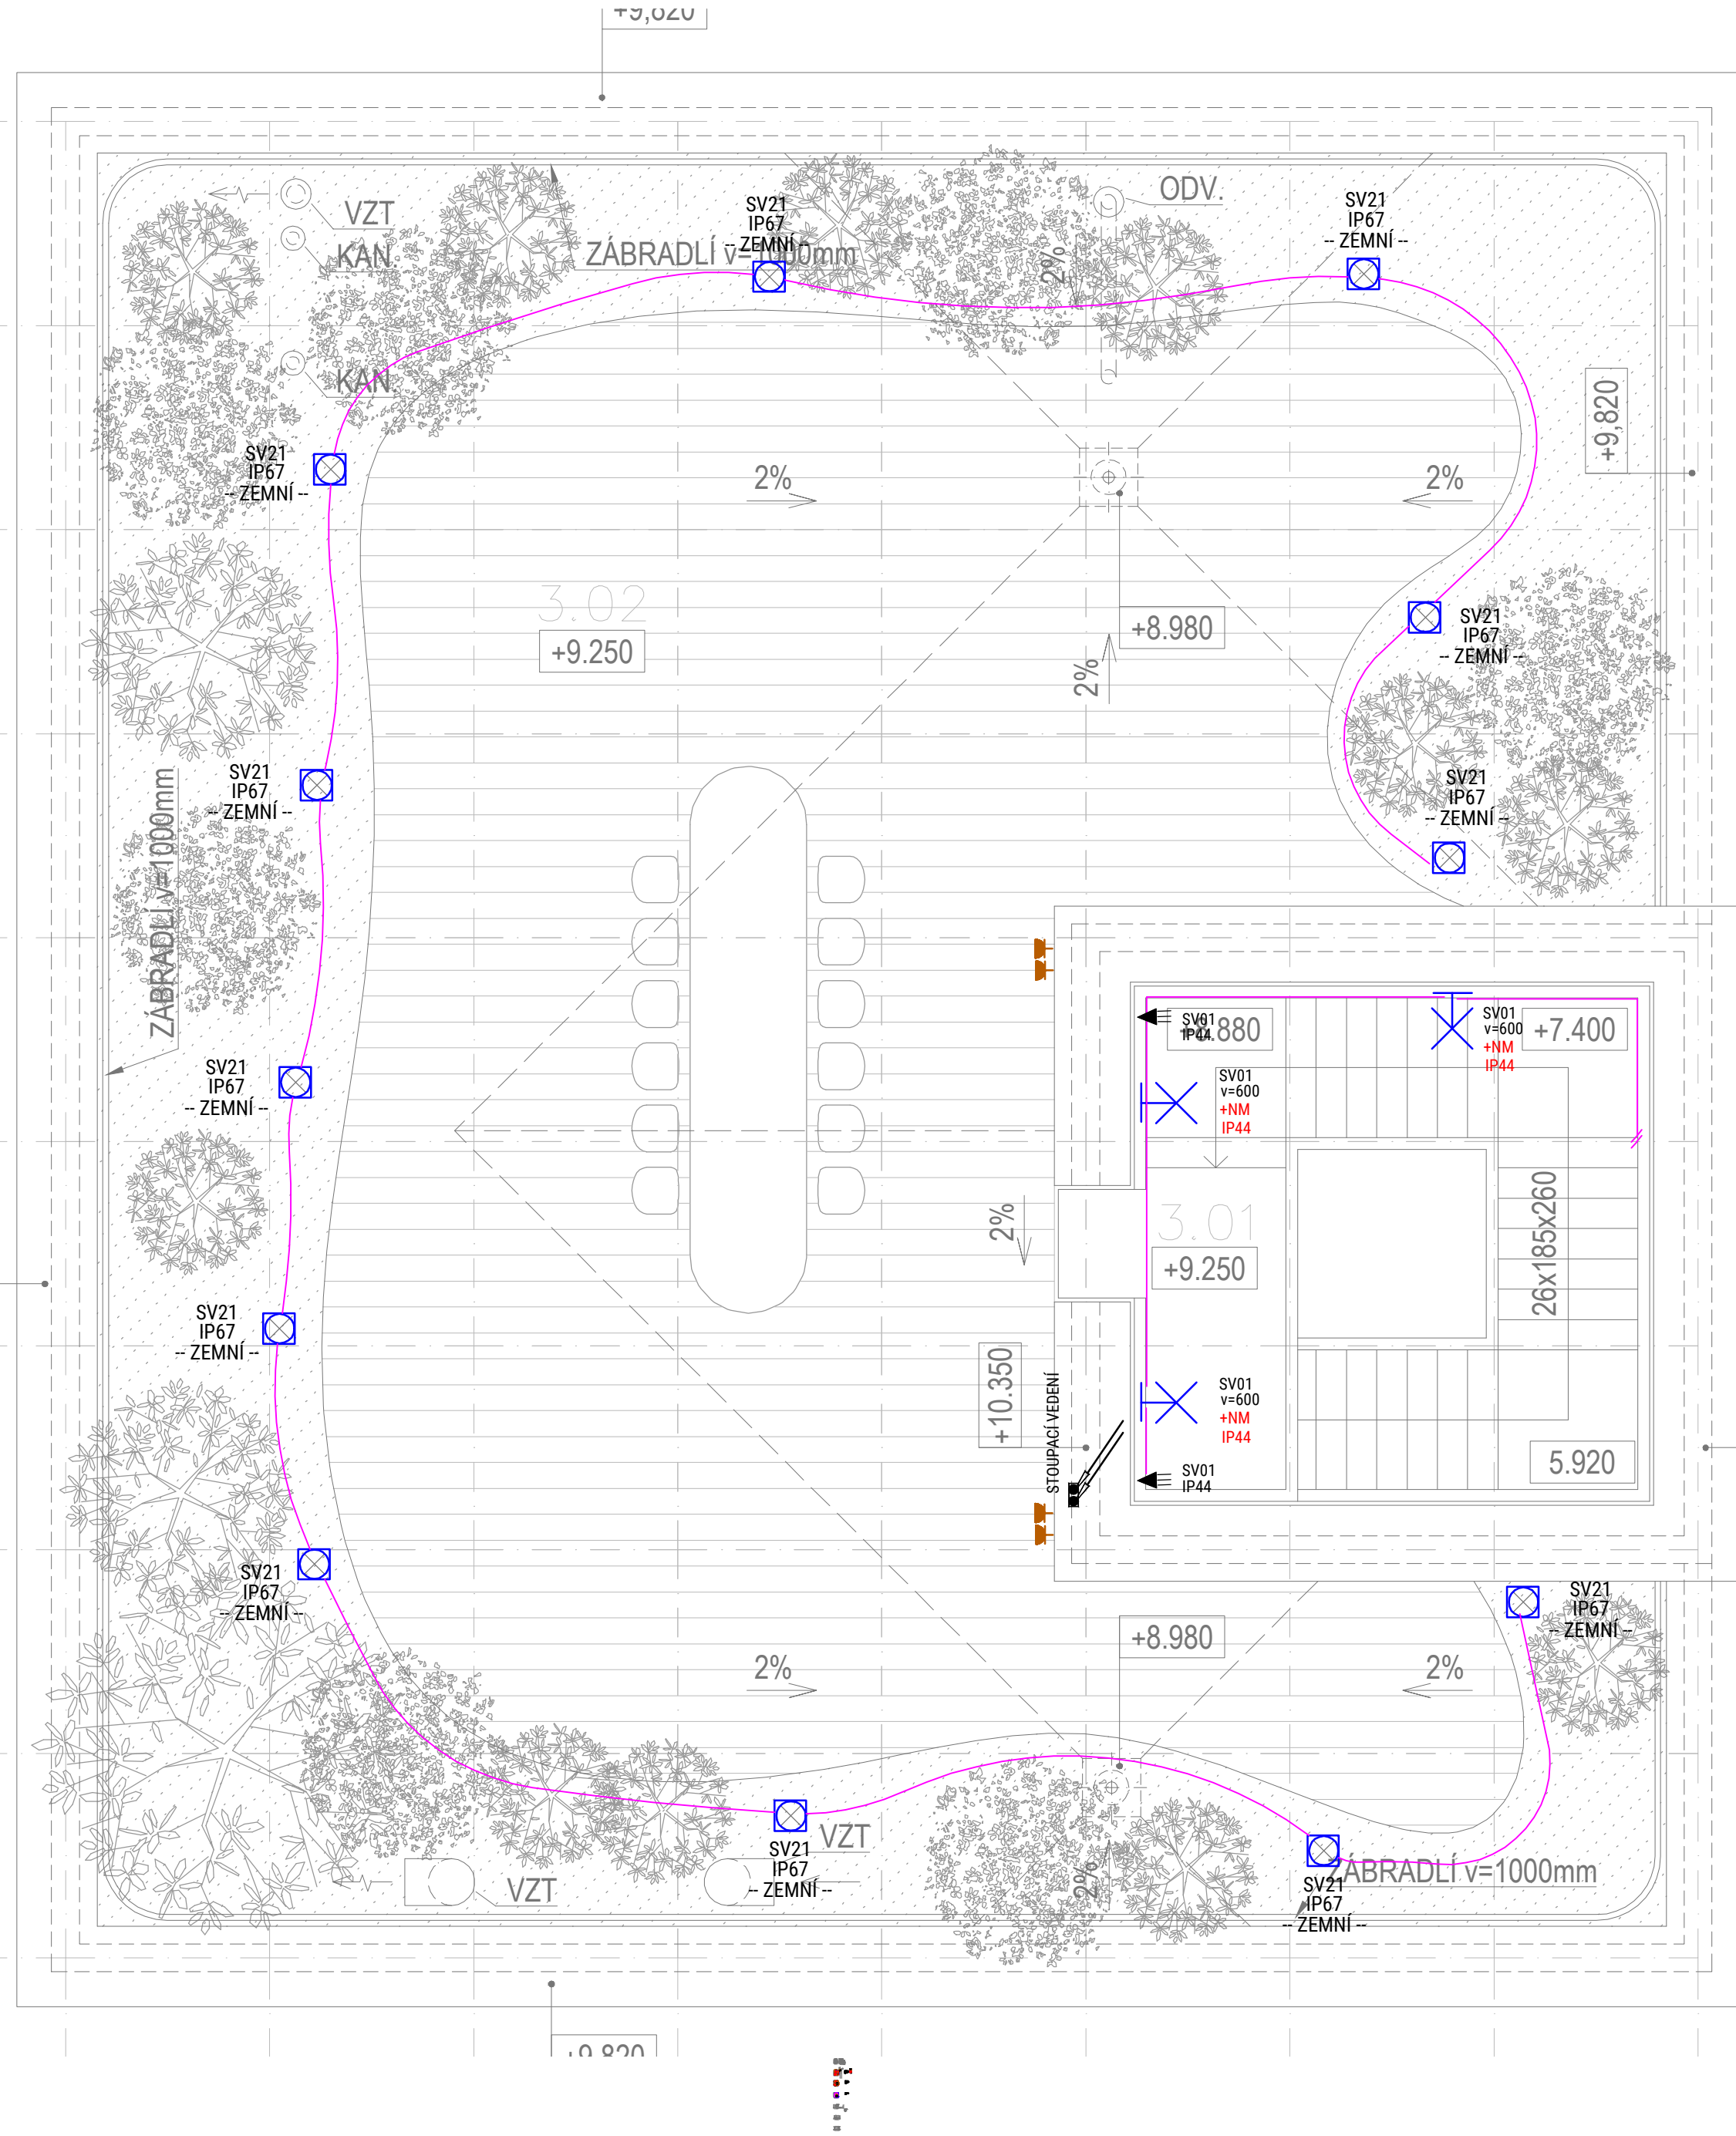 +9,820
ODV.
VZT
KAN.
SV21
IP67
-- ZEMNÍ --
ZÁBRADLÍ v=1000mm
2%
SV21
IP67
-- ZEMNÍ --
KAN.
+9,820
SV21
IP67
-- ZEMNÍ --
2%
2%
3.02
+9.250
+8.980
2%
SV21
IP67
-- ZEMNÍ --
SV21
IP67
-- ZEMNÍ --
SV21
IP67
-- ZEMNÍ --
ZÁBRADLÍ v=1000mm
SV01
IP44
+8.880
SV01
v=600
+NM
IP44
+7.400
SV21
IP67
-- ZEMNÍ --
SV01
v=600
+NM
IP44
2%
3.01
+9.250
26x185x260
SV21
IP67
-- ZEMNÍ --
+10.350
STOUPACÍ VEDENÍ
SV01
v=600
+NM
IP44
5.920
SV01
IP44
SV21
IP67
-- ZEMNÍ --
SV21
IP67
-- ZEMNÍ --
+8.980
2%
2%
VZT
SV21
IP67
-- ZEMNÍ --
VZT
2%
ZÁBRADLÍ v=1000mm
SV21
IP67
-- ZEMNÍ --
+9,820